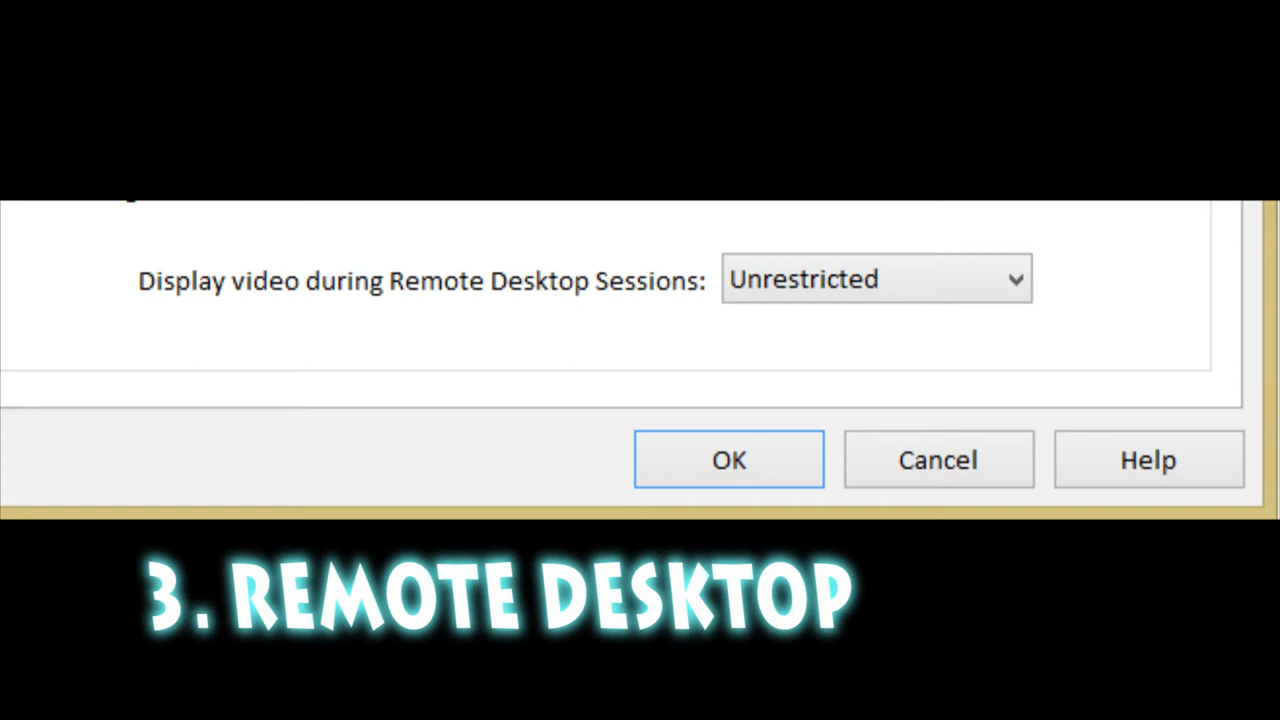 Display video during Remote Desktop Sessions: Unrestricted
OK Cancel Help
3. REMOTE DESKTOP